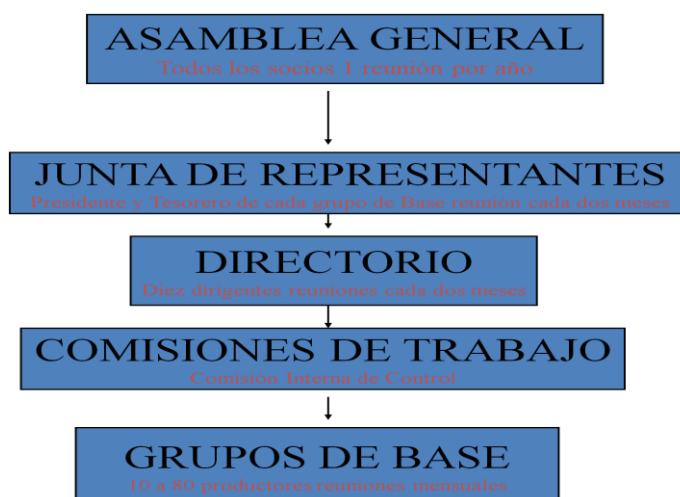 ASAMBLEA GENERAL
Todos los socios 1 reunión por año
JUNTA DE REPRESENTANTES
Presidente y Tesorero de cada grupo de Base reunión cada dos meses
DIRECTORIO
Diez dirigentes reuniones cada dos meses
COMISIONES DE TRABAJO
Comisión Interna de Control
GRUPOS DE BASE
10 a 80 productores reuniones mensuales